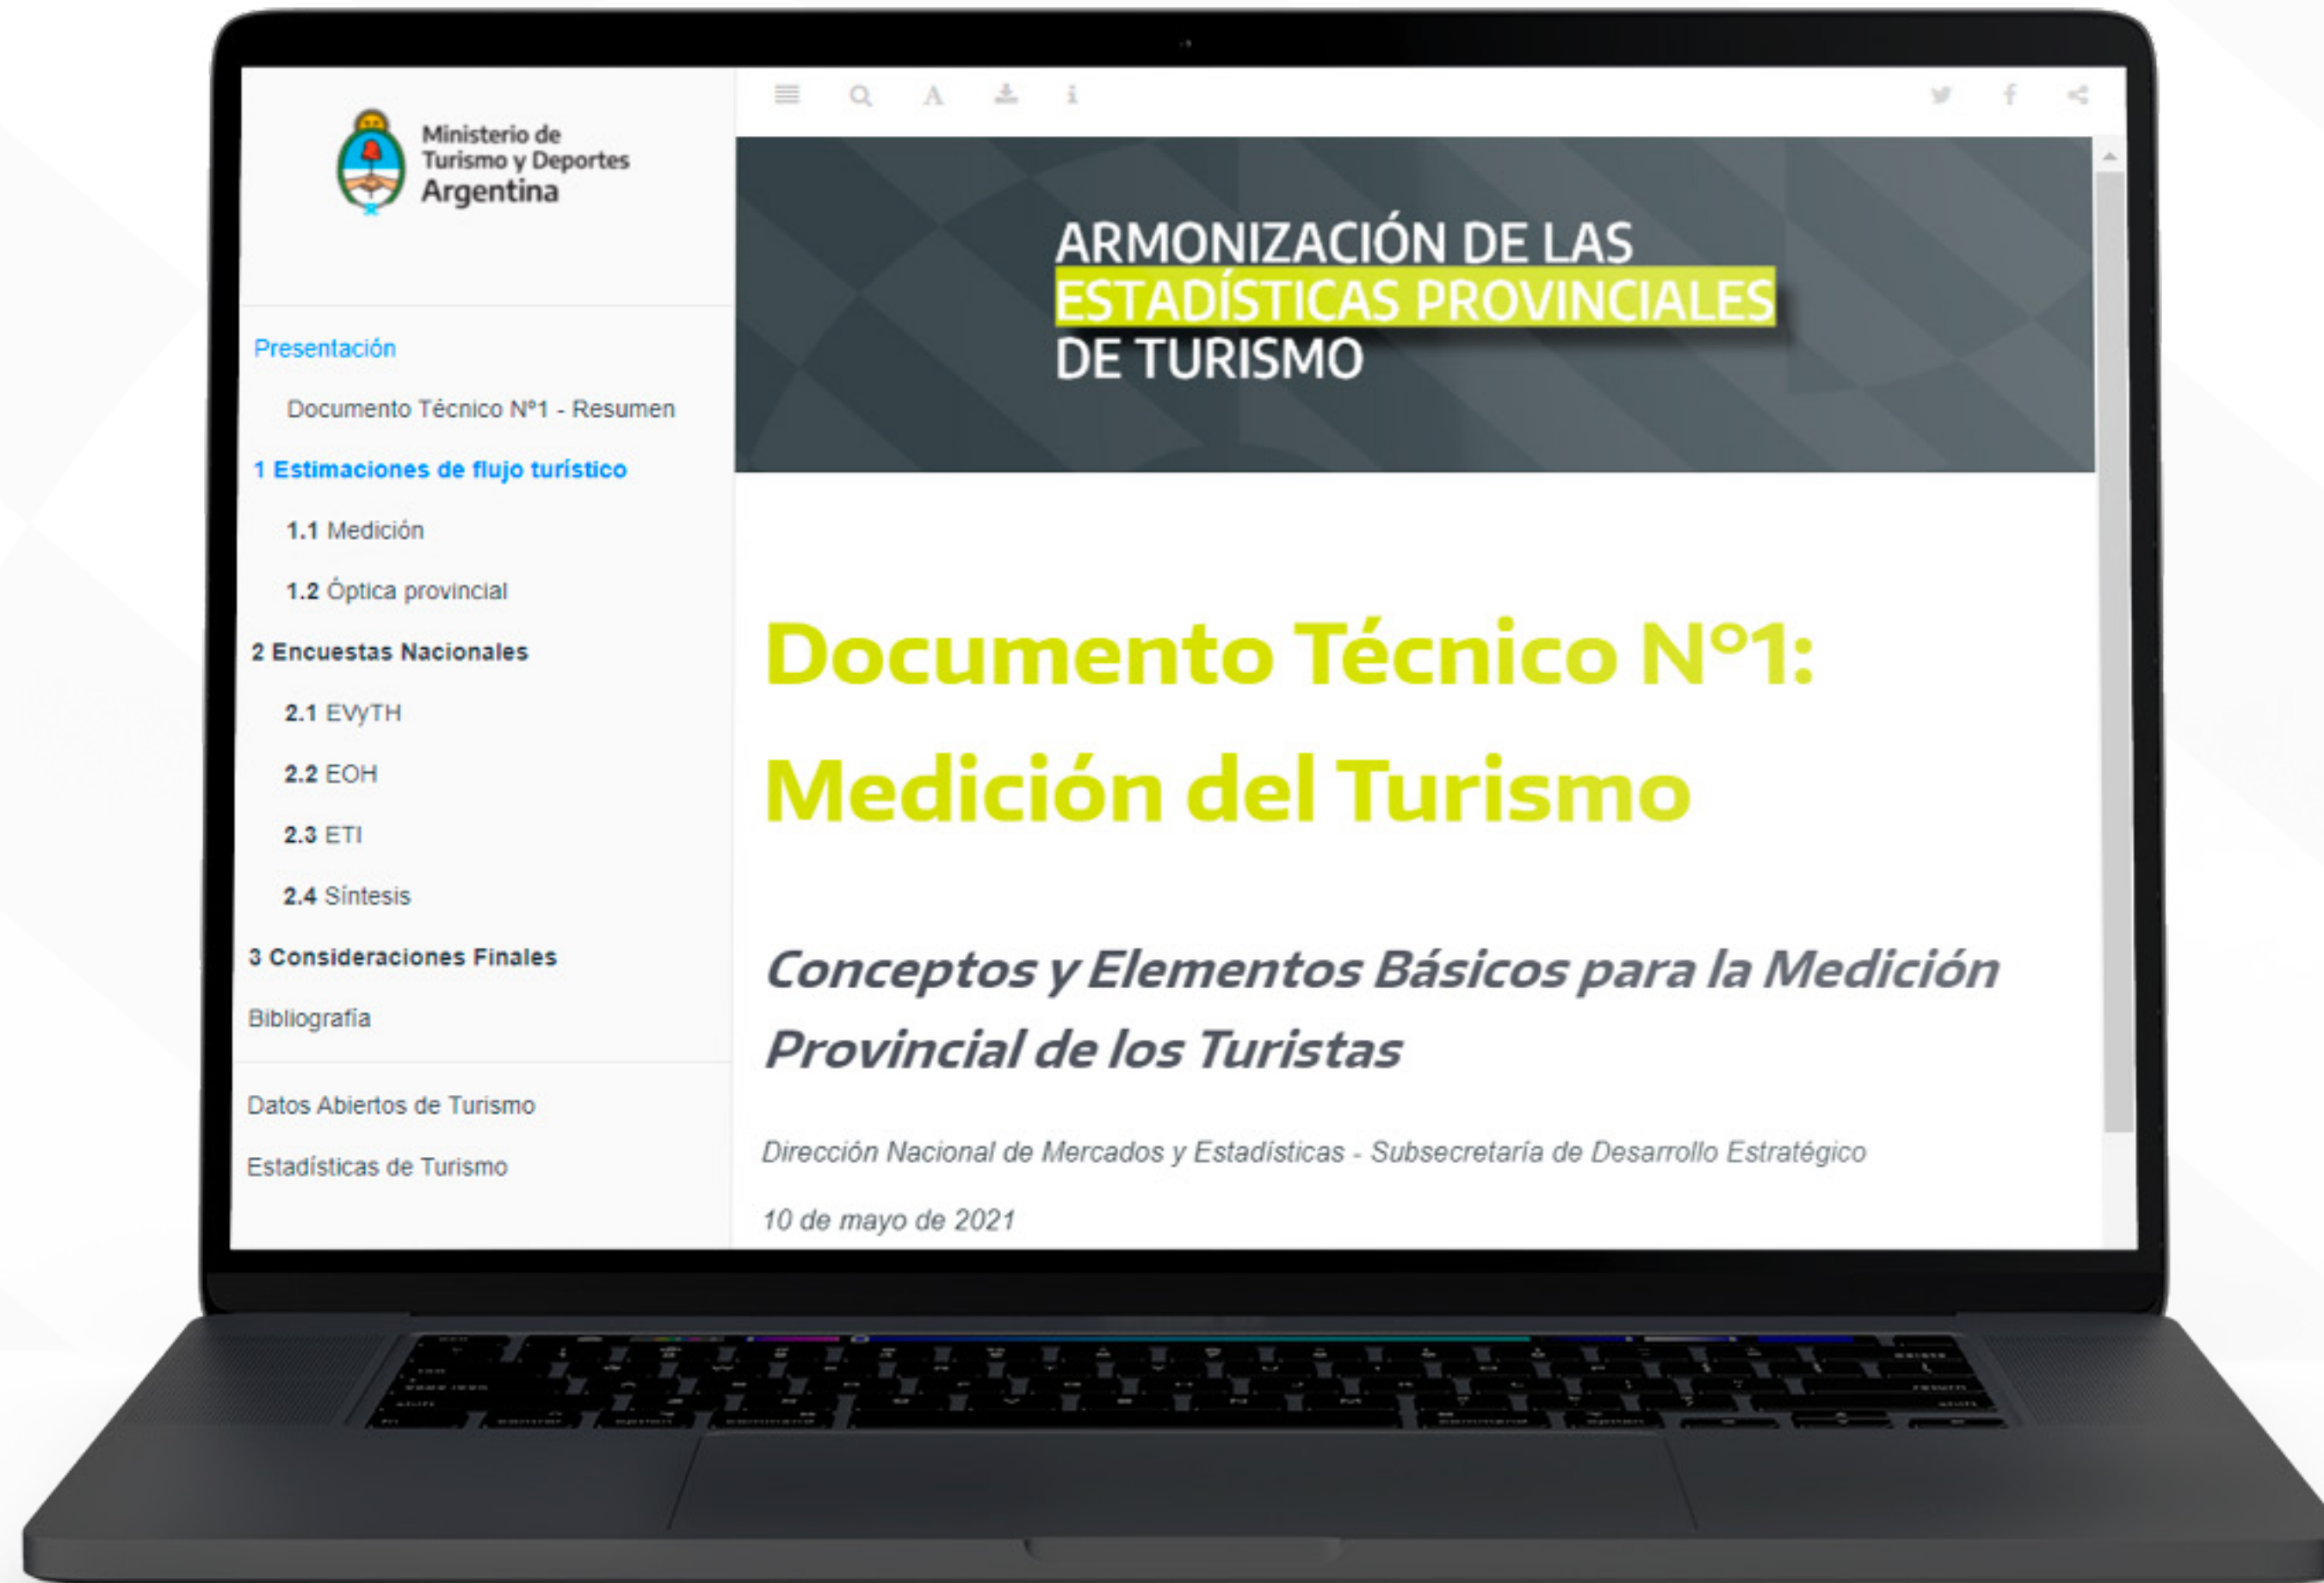 Ministerio de
Turismo y Deportes
Argentina
Presentación
Documento Técnico Nº1 - Resumen
1 Estimaciones de flujo turístico
1.1 Medición
1.2 Óptica provincial
2 Encuestas Nacionales
2.1 EVyTH
2.2 EOH
2.3 ETI
2.4 Síntesis
3 Consideraciones Finales
Bibliografía
Datos Abiertos de Turismo
Estadísticas de Turismo
ARMONIZACIÓN DE LAS
ESTADÍSTICAS PROVINCIALES
DE TURISMO
Documento Técnico Nº1:
Medición del Turismo
Conceptos y Elementos Básicos para la Medición
Provincial de los Turistas
Dirección Nacional de Mercados y Estadísticas - Subsecretaría de Desarrollo Estratégico
10 de mayo de 2021